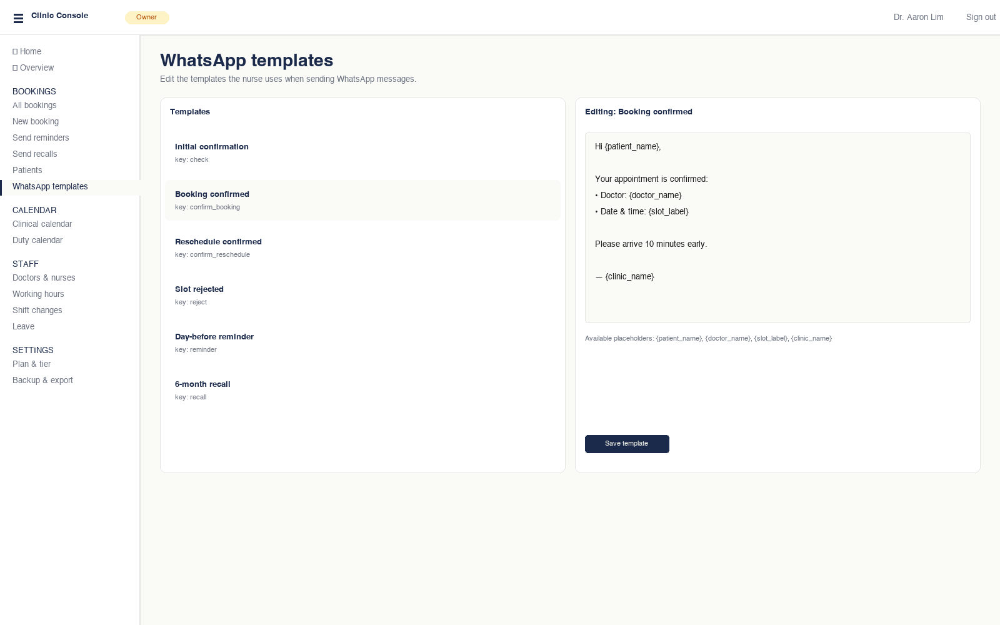 Clinic Console
Owner
Dr. Aaron Lim
Sign out
Home
Overview
BOOKINGS
All bookings
New booking
Send reminders
Send recalls
Patients
WhatsApp templates
CALENDAR
Clinical calendar
Duty calendar
STAFF
Doctors & nurses
Working hours
Shift changes
Leave
SETTINGS
Plan & tier
Backup & export
WhatsApp templates
Edit the templates the nurse uses when sending WhatsApp messages.
Templates
Initial confirmation
key: check
Booking confirmed
key: confirm_booking
Reschedule confirmed
key: confirm_reschedule
Slot rejected
key: reject
Day-before reminder
key: reminder
6-month recall
key: recall
Editing: Booking confirmed
Hi {patient_name},
Your appointment is confirmed:
• Doctor: {doctor_name}
• Date & time: {slot_label}
Please arrive 10 minutes early.
— {clinic_name}
Available placeholders: {patient_name}, {doctor_name}, {slot_label}, {clinic_name}
Save template